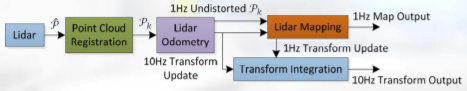 1Hz Undistorted 𝒫̄ₖ
Lidar
𝒫̂
Point Cloud
Registration
𝒫ₖ
Lidar
Odometry
Lidar Mapping
1Hz Map Output
1Hz Transform Update
10Hz Transform
Update
Transform Integration
10Hz Transform Output